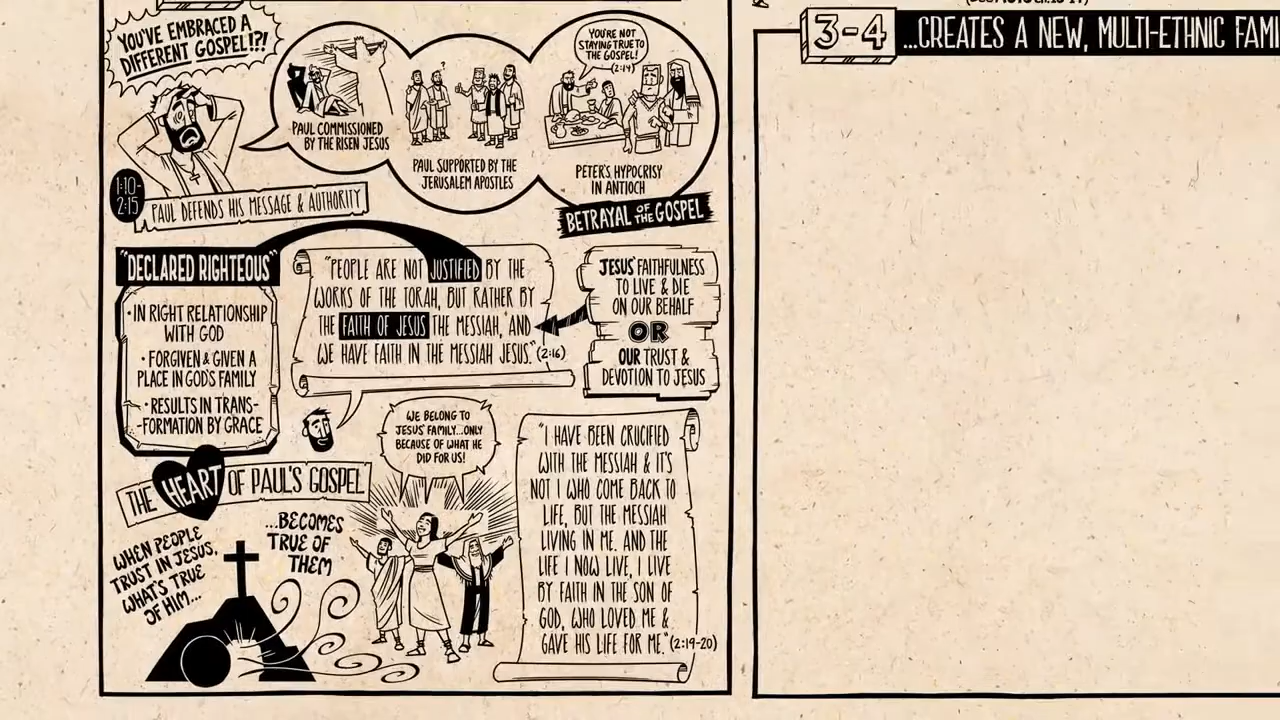 YOU'VE EMBRACED A
DIFFERENT GOSPEL!?!
PAUL COMMISSIONED
BY THE RISEN JESUS
?
PAUL SUPPORTED BY THE
JERUSALEM APOSTLES
YOU'RE NOT
STAYING TRUE TO
THE GOSPEL!
(2:14)
PETER'S HYPOCRISY
IN ANTIOCH
1:10-
2:15
PAUL DEFENDS HIS MESSAGE & AUTHORITY
BETRAYAL OF THE GOSPEL
"DECLARED RIGHTEOUS"
• IN RIGHT RELATIONSHIP
WITH GOD
• FORGIVEN & GIVEN A
PLACE IN GOD'S FAMILY
• RESULTS IN TRANS-
-FORMATION BY GRACE
"PEOPLE ARE NOT JUSTIFIED BY THE
WORKS OF THE TORAH, BUT RATHER BY
THE FAITH OF JESUS THE MESSIAH, AND
WE HAVE FAITH IN THE MESSIAH JESUS." (2:16)
JESUS' FAITHFULNESS
TO LIVE & DIE
ON OUR BEHALF
OR
OUR TRUST &
DEVOTION TO JESUS
THE HEART OF PAUL'S GOSPEL
WHEN PEOPLE
TRUST IN JESUS,
WHAT'S TRUE
OF HIM...
...BECOMES
TRUE OF
THEM
WE BELONG TO
JESUS' FAMILY...ONLY
BECAUSE OF WHAT HE
DID FOR US!
"I HAVE BEEN CRUCIFIED
WITH THE MESSIAH & IT'S
NOT I WHO COME BACK TO
LIFE, BUT THE MESSIAH
LIVING IN ME. AND THE
LIFE I NOW LIVE, I LIVE
BY FAITH IN THE SON OF
GOD, WHO LOVED ME &
GAVE HIS LIFE FOR ME." (2:19-20)
3-4 ...CREATES A NEW, MULTI-ETHNIC FAMI